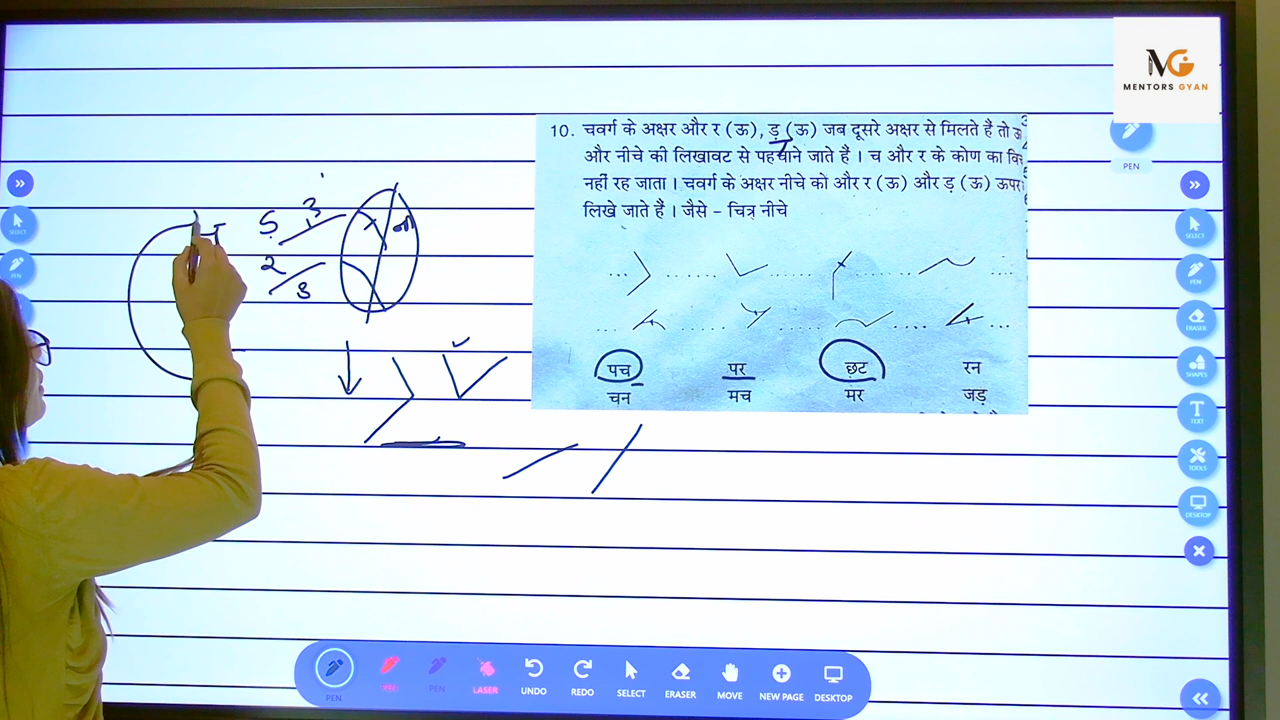 MENTORS GYAN
10. चवर्ग के अक्षर और र (ऊ), ड़ (ऊ) जब दूसरे अक्षर से मिलते हैं तो
और नीचे की लिखावट से पहचाने जाते हैं। च और र के कोण का
नहीं रह जाता। चवर्ग के अक्षर नीचे को और र (ऊ) और ड़ (ऊ) ऊपर
लिखे जाते हैं। जैसे – चित्र नीचे
पच पर छट रन
चन मच मर जड़
PEN
SELECT
PEN
ERASER
SHAPES
TEXT
TOOLS
DESKTOP
SELECT
PEN
PEN
PEN
LASER
UNDO
REDO
SELECT
ERASER
MOVE
NEW PAGE
DESKTOP